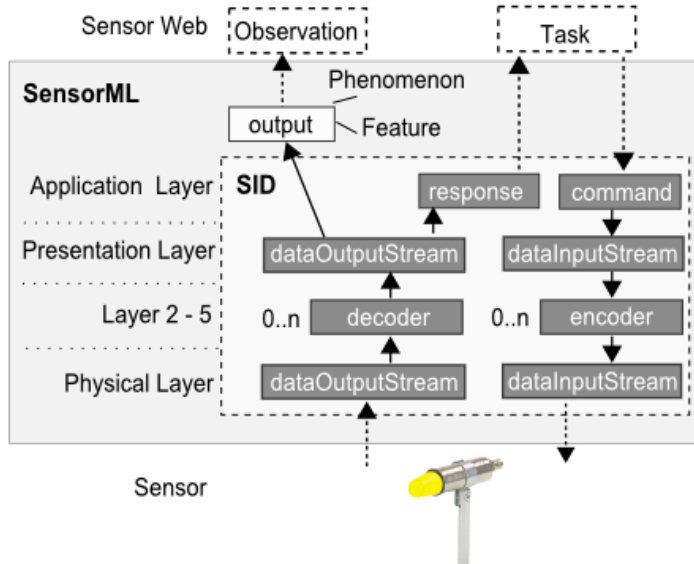 Sensor Web
Observation
Task
SensorML
Phenomenon
output
Feature
Application Layer
SID
response
command
Presentation Layer
dataOutputStream
dataInputStream
Layer 2 - 5
0..n
decoder
0..n
encoder
Physical Layer
dataOutputStream
dataInputStream
Sensor